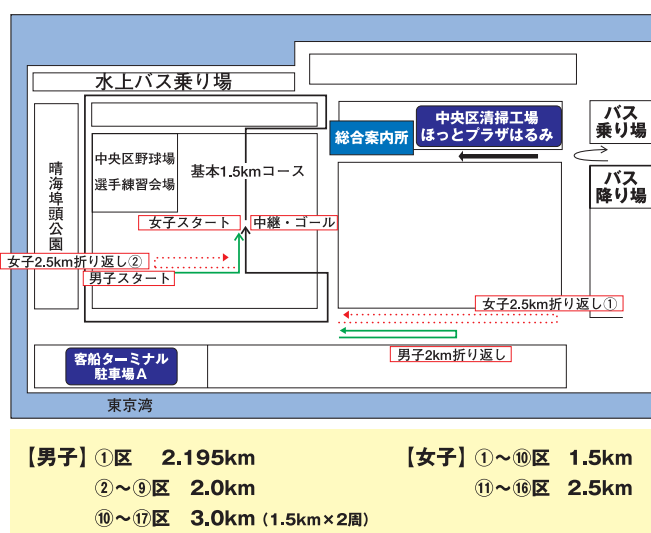 水上バス乗り場
中央区清掃工場
ほっとプラザはるみ
総合案内所
バス
乗り場
バス
降り場
晴海埠頭公園
中央区野球場
選手練習会場
基本1.5kmコース
女子スタート
中継・ゴール
女子2.5km折り返し②
男子スタート
女子2.5km折り返し①
男子2km折り返し
客船ターミナル
駐車場A
東京湾
【男子】①区 2.195km
②～⑨区 2.0km
⑩～⑰区 3.0km（1.5km×2周）
【女子】①～⑩区 1.5km
⑪～⑯区 2.5km